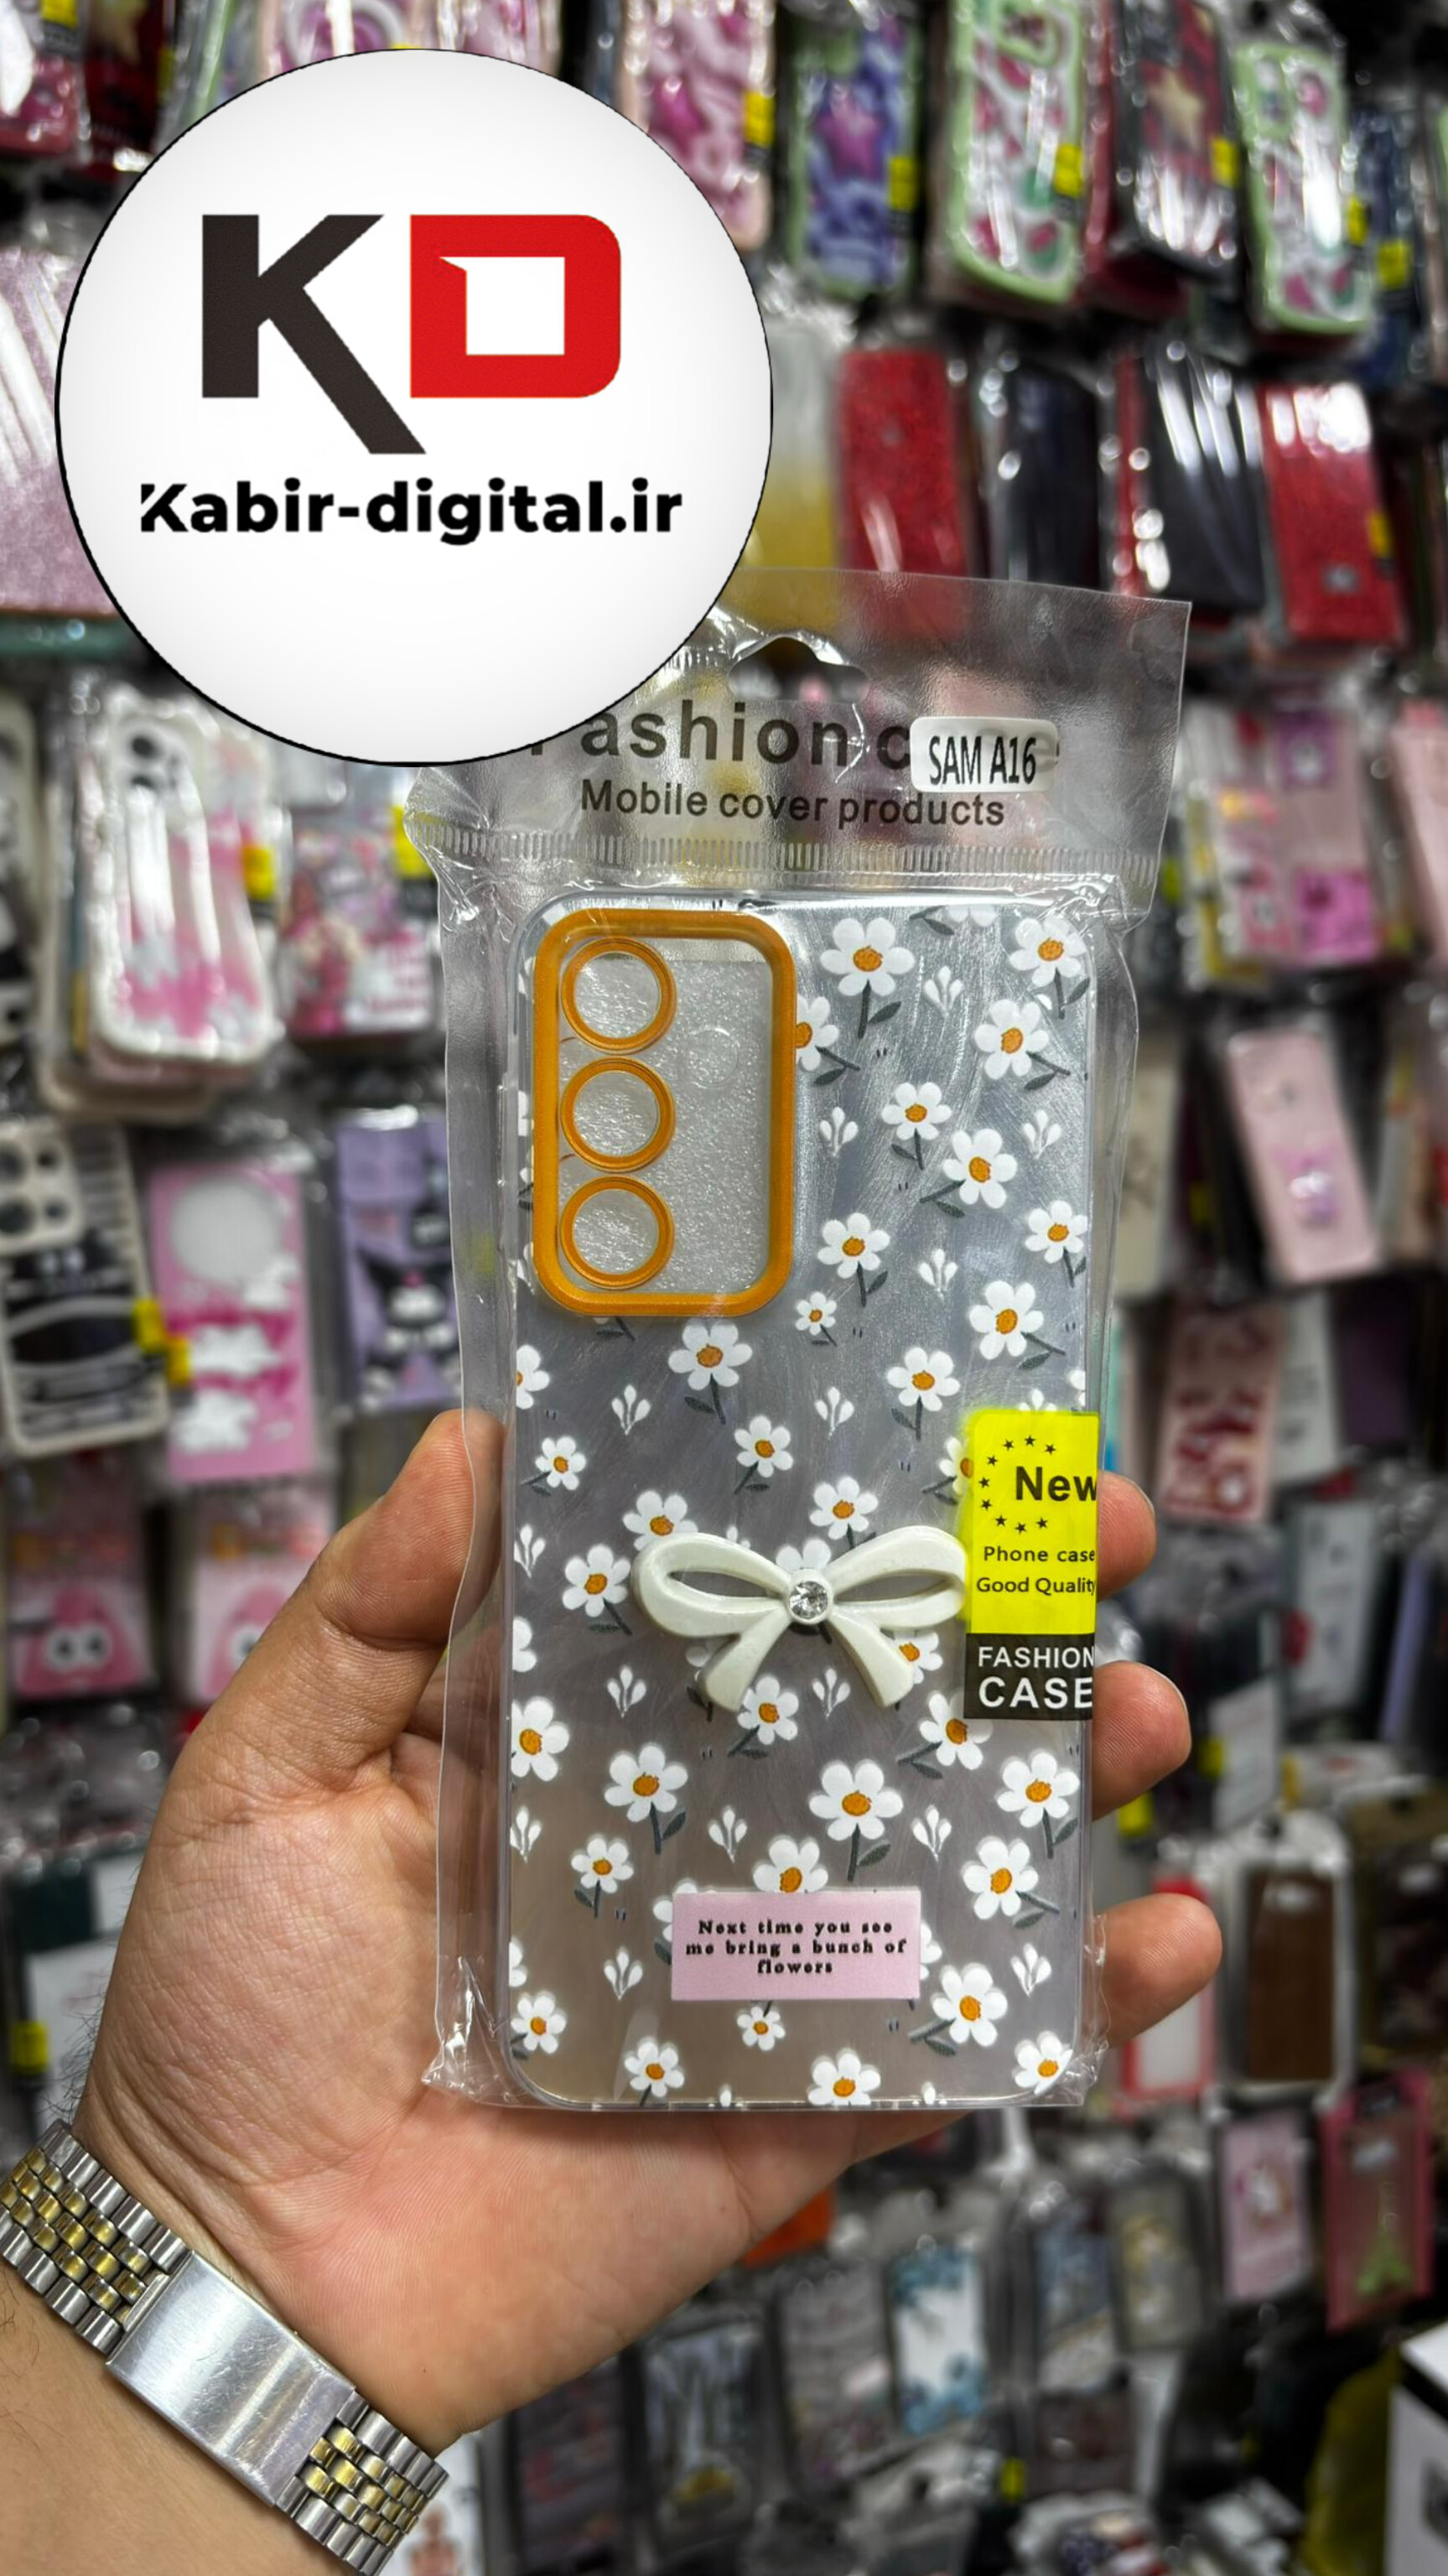 KD
Kabir-digital.ir
Fashion c
SAM A16
Mobile cover products
New
Phone case
Good Quality
FASHION
CASE
Next time you see
me bring a bunch of
flowers